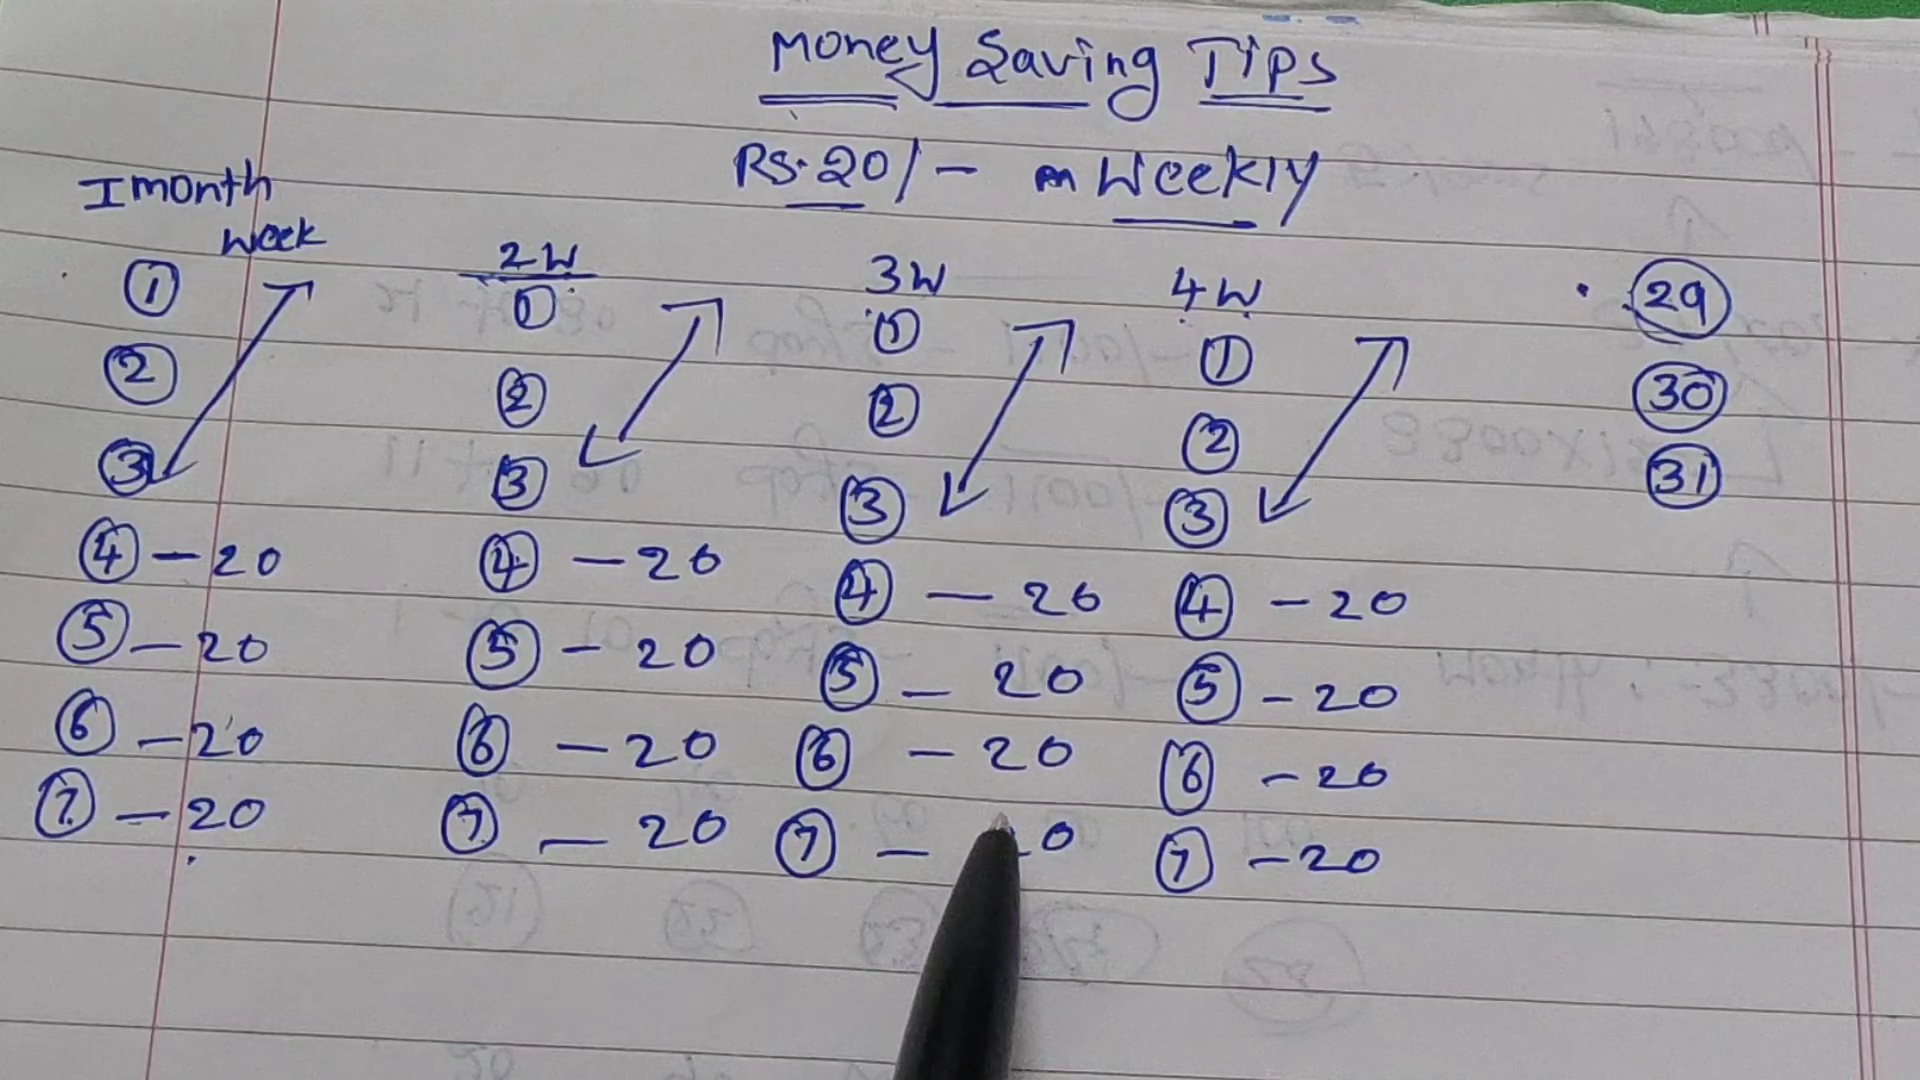 Money Saving Tips
Rs.20/- Weekly
I month
week 2W 3W 4W
1 1 1 1 29
2 2 2 2 30
3 3 3 3 31
4 - 20 4 - 20 4 - 20 4 - 20
5 - 20 5 - 20 5 - 20 5 - 20
6 - 20 6 - 20 6 - 20 6 - 20
7 - 20 7 - 20 7 - 20 7 - 20